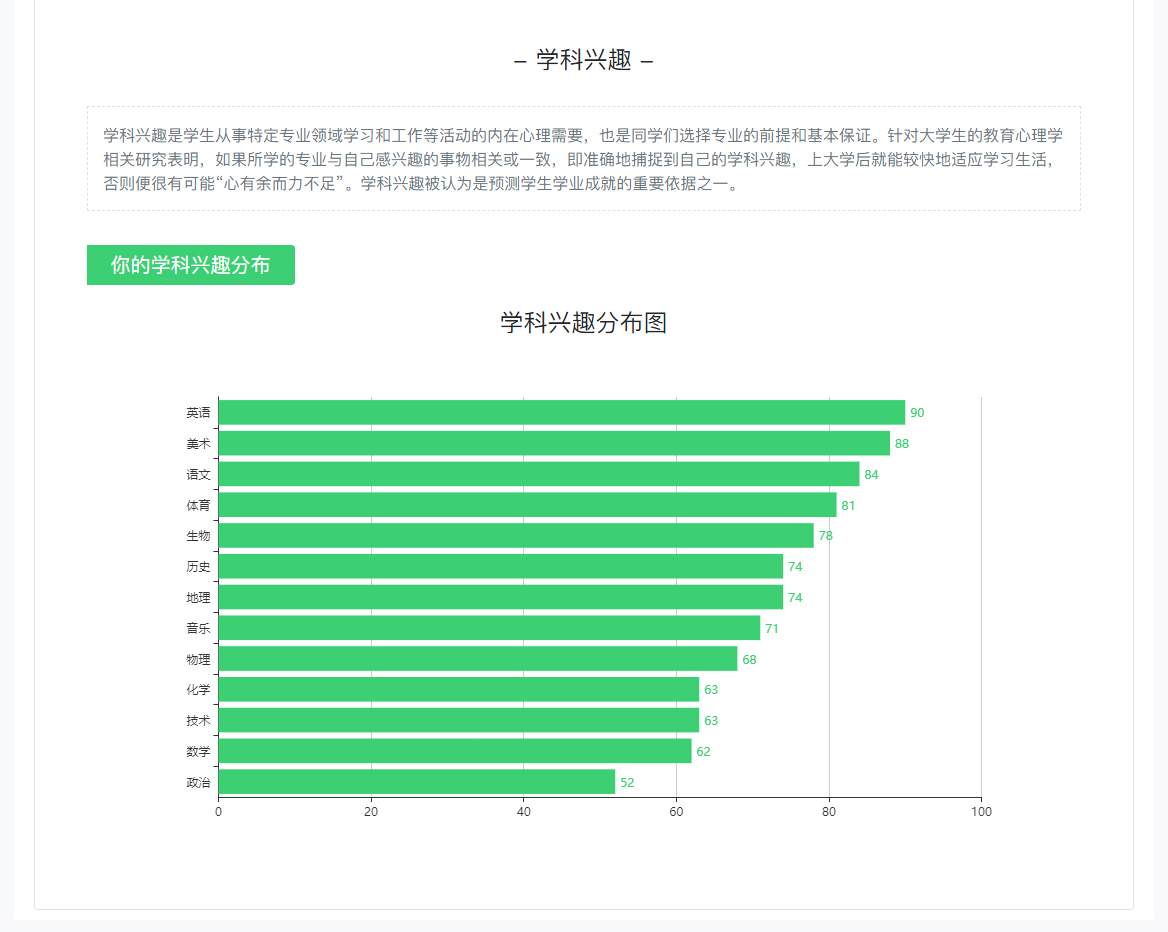 – 学科兴趣 –
学科兴趣是学生从事特定专业领域学习和工作等活动的内在心理需要，也是同学们选择专业的前提和基本保证。针对大学生的教育心理学
相关研究表明，如果所学的专业与自己感兴趣的事物相关或一致，即准确地捕捉到自己的学科兴趣，上大学后就能较快地适应学习生活，
否则便很有可能“心有余而力不足”。学科兴趣被认为是预测学生学业成就的重要依据之一。
你的学科兴趣分布
学科兴趣分布图
英语 90
美术 88
语文 84
体育 81
生物 78
历史 74
地理 74
音乐 71
物理 68
化学 63
技术 63
数学 62
政治 52
0 20 40 60 80 100